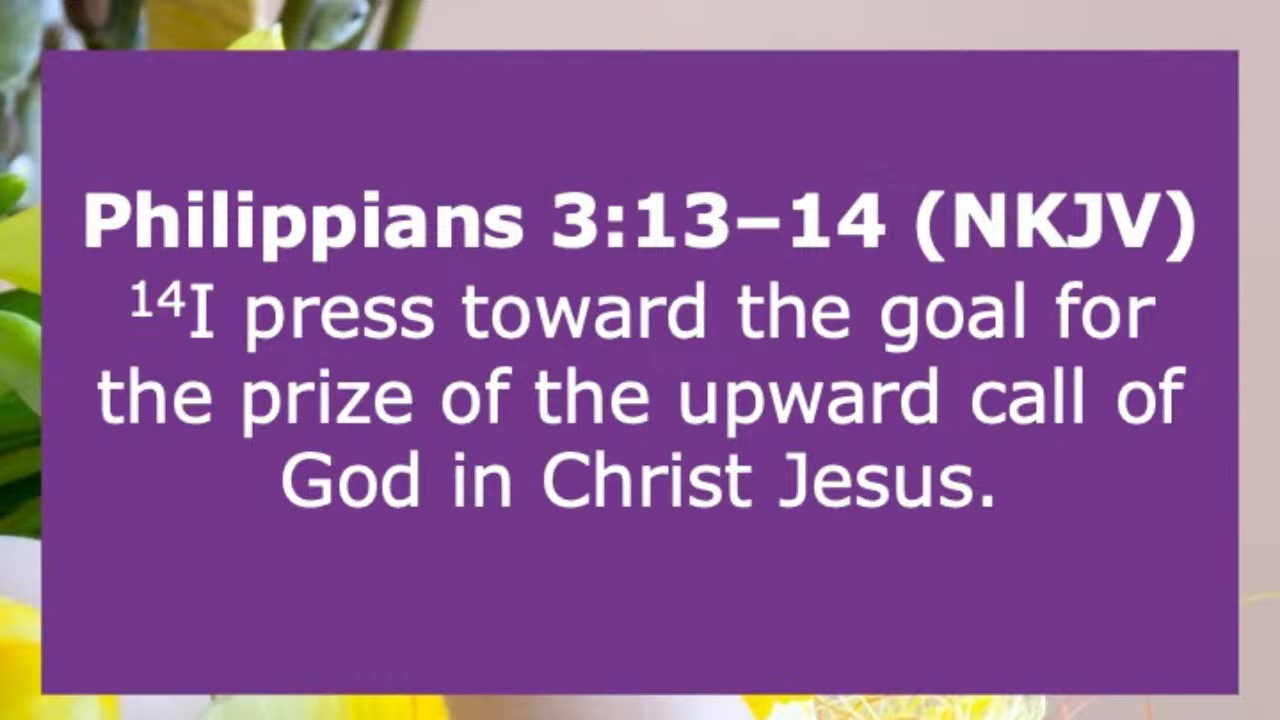 Philippians 3:13–14 (NKJV)
¹⁴I press toward the goal for
the prize of the upward call of
God in Christ Jesus.